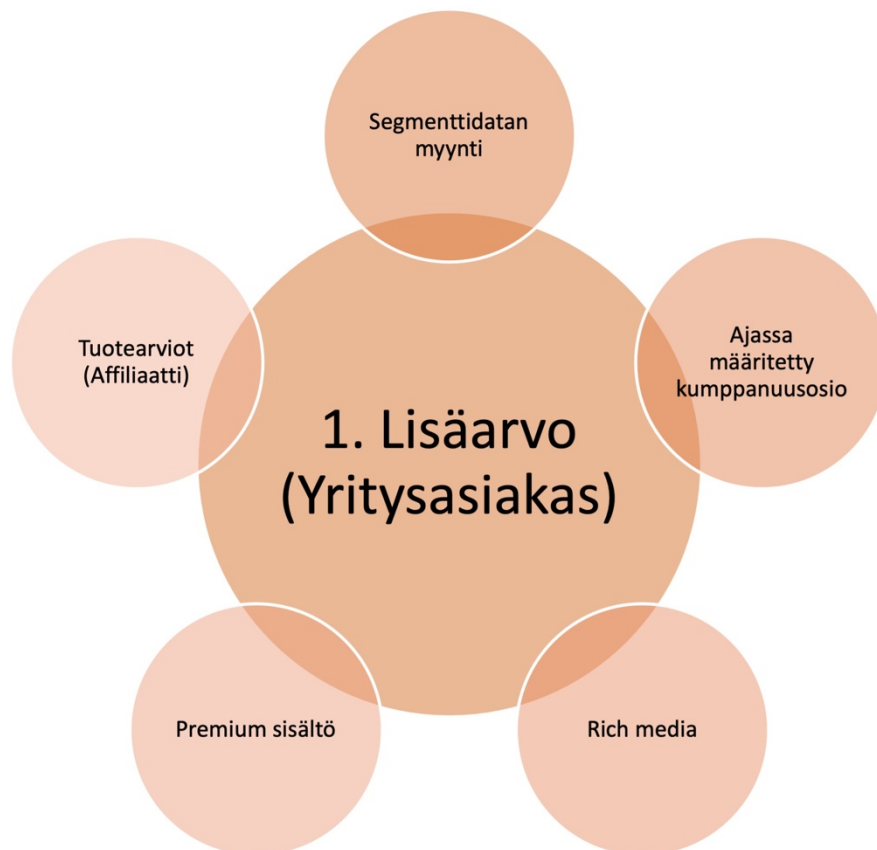 Segmenttidatan
myynti
Tuotearviot
(Affiliaatti)
Ajassa
määritetty
kumppanuusosio
1. Lisäarvo
(Yritysasiakas)
Premium sisältö
Rich media